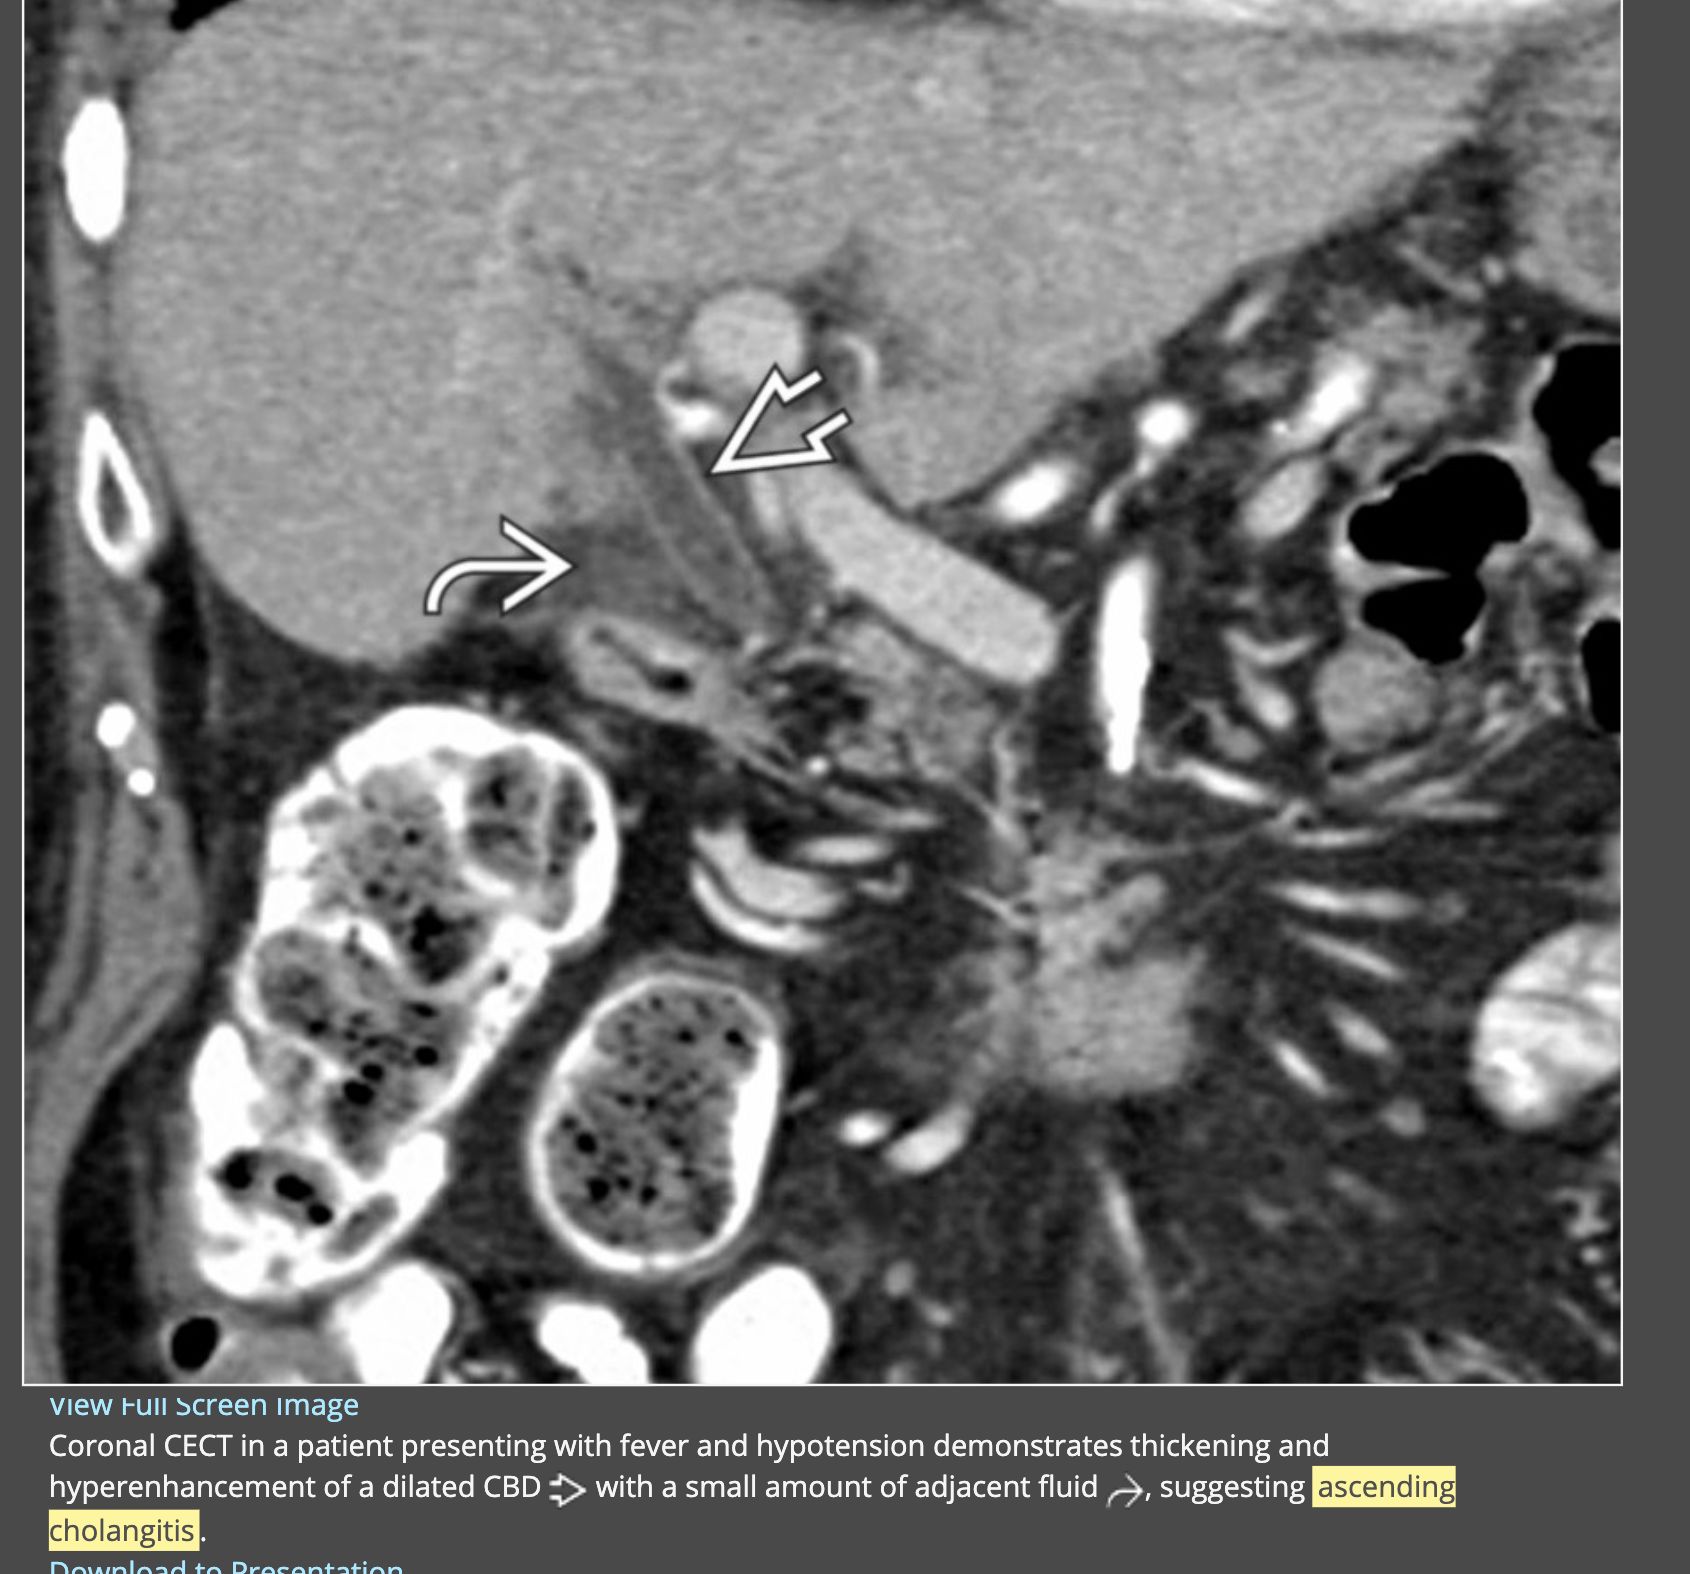 View Full Screen Image
Coronal CECT in a patient presenting with fever and hypotension demonstrates thickening and
hyperenhancement of a dilated CBD with a small amount of adjacent fluid , suggesting ascending
cholangitis.
Download to Presentation